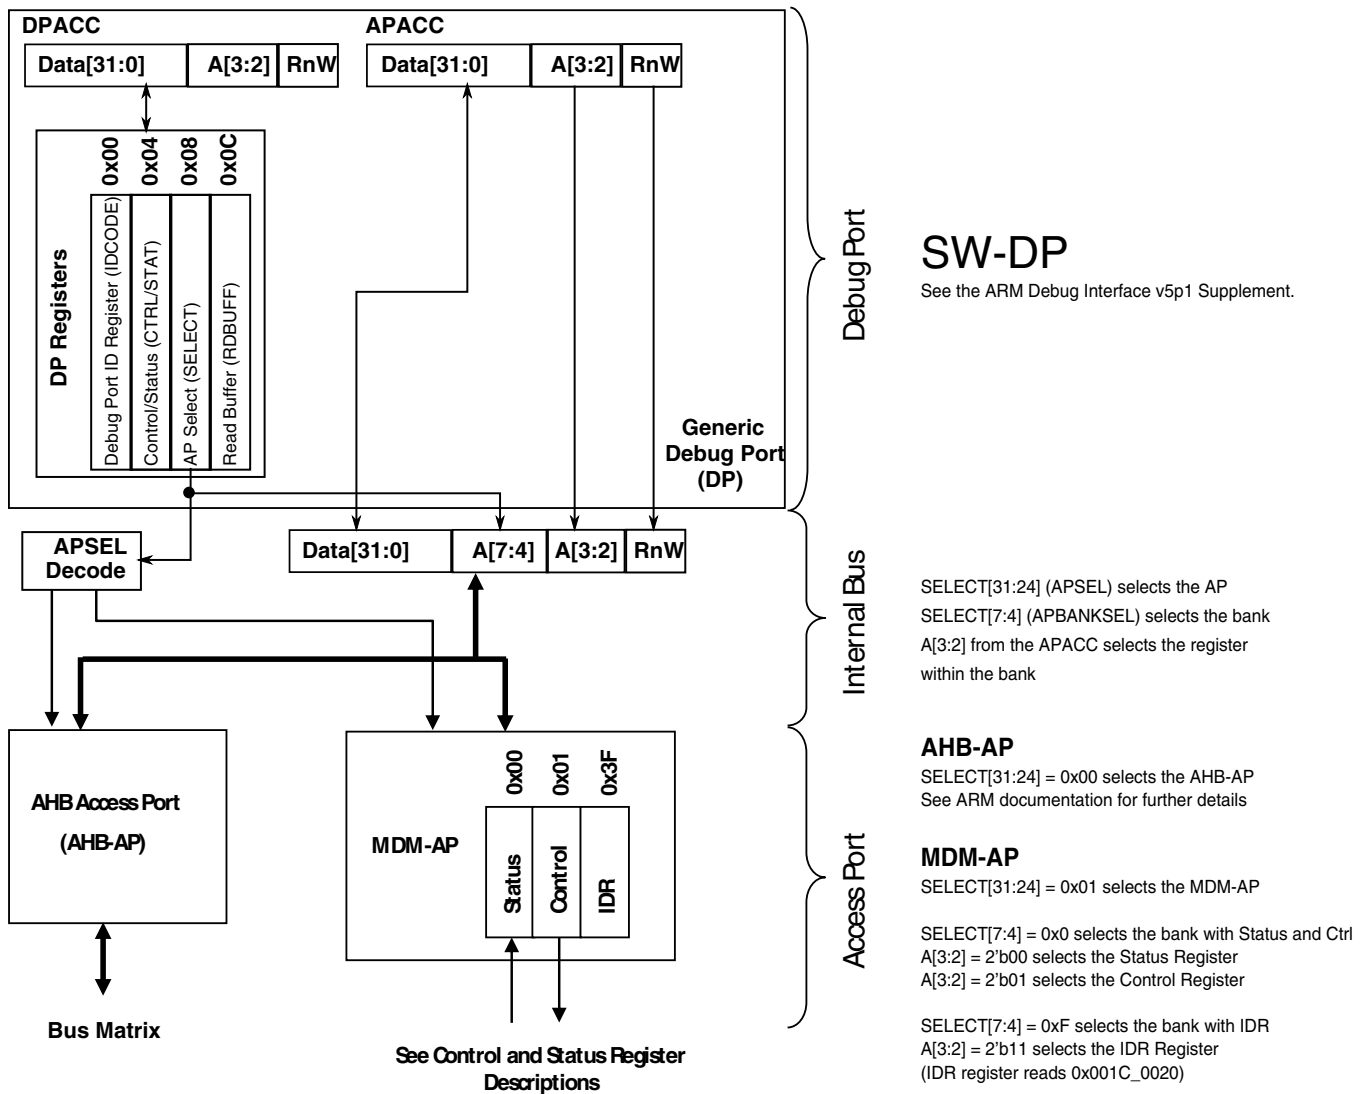 DPACC
APACC
Data[31:0] A[3:2] RnW
Data[31:0] A[3:2] RnW
0x00
0x04
0x08
0x0C
DP Registers
Debug Port ID Register (IDCODE)
Control/Status (CTRL/STAT)
AP Select (SELECT)
Read Buffer (RDBUFF)
Generic
Debug Port
(DP)
Debug Port
SW-DP
See the ARM Debug Interface v5p1 Supplement.
APSEL
Decode
Data[31:0] A[7:4] A[3:2] RnW
Internal Bus
SELECT[31:24] (APSEL) selects the AP
SELECT[7:4] (APBANKSEL) selects the bank
A[3:2] from the APACC selects the register
within the bank
AHB Access Port
(AHB-AP)
Bus Matrix
MDM-AP
0x00
0x01
0x3F
Status
Control
IDR
See Control and Status Register
Descriptions
Access Port
AHB-AP
SELECT[31:24] = 0x00 selects the AHB-AP
See ARM documentation for further details
MDM-AP
SELECT[31:24] = 0x01 selects the MDM-AP
SELECT[7:4] = 0x0 selects the bank with Status and Ctrl
A[3:2] = 2'b00 selects the Status Register
A[3:2] = 2'b01 selects the Control Register
SELECT[7:4] = 0xF selects the bank with IDR
A[3:2] = 2'b11 selects the IDR Register
(IDR register reads 0x001C_0020)